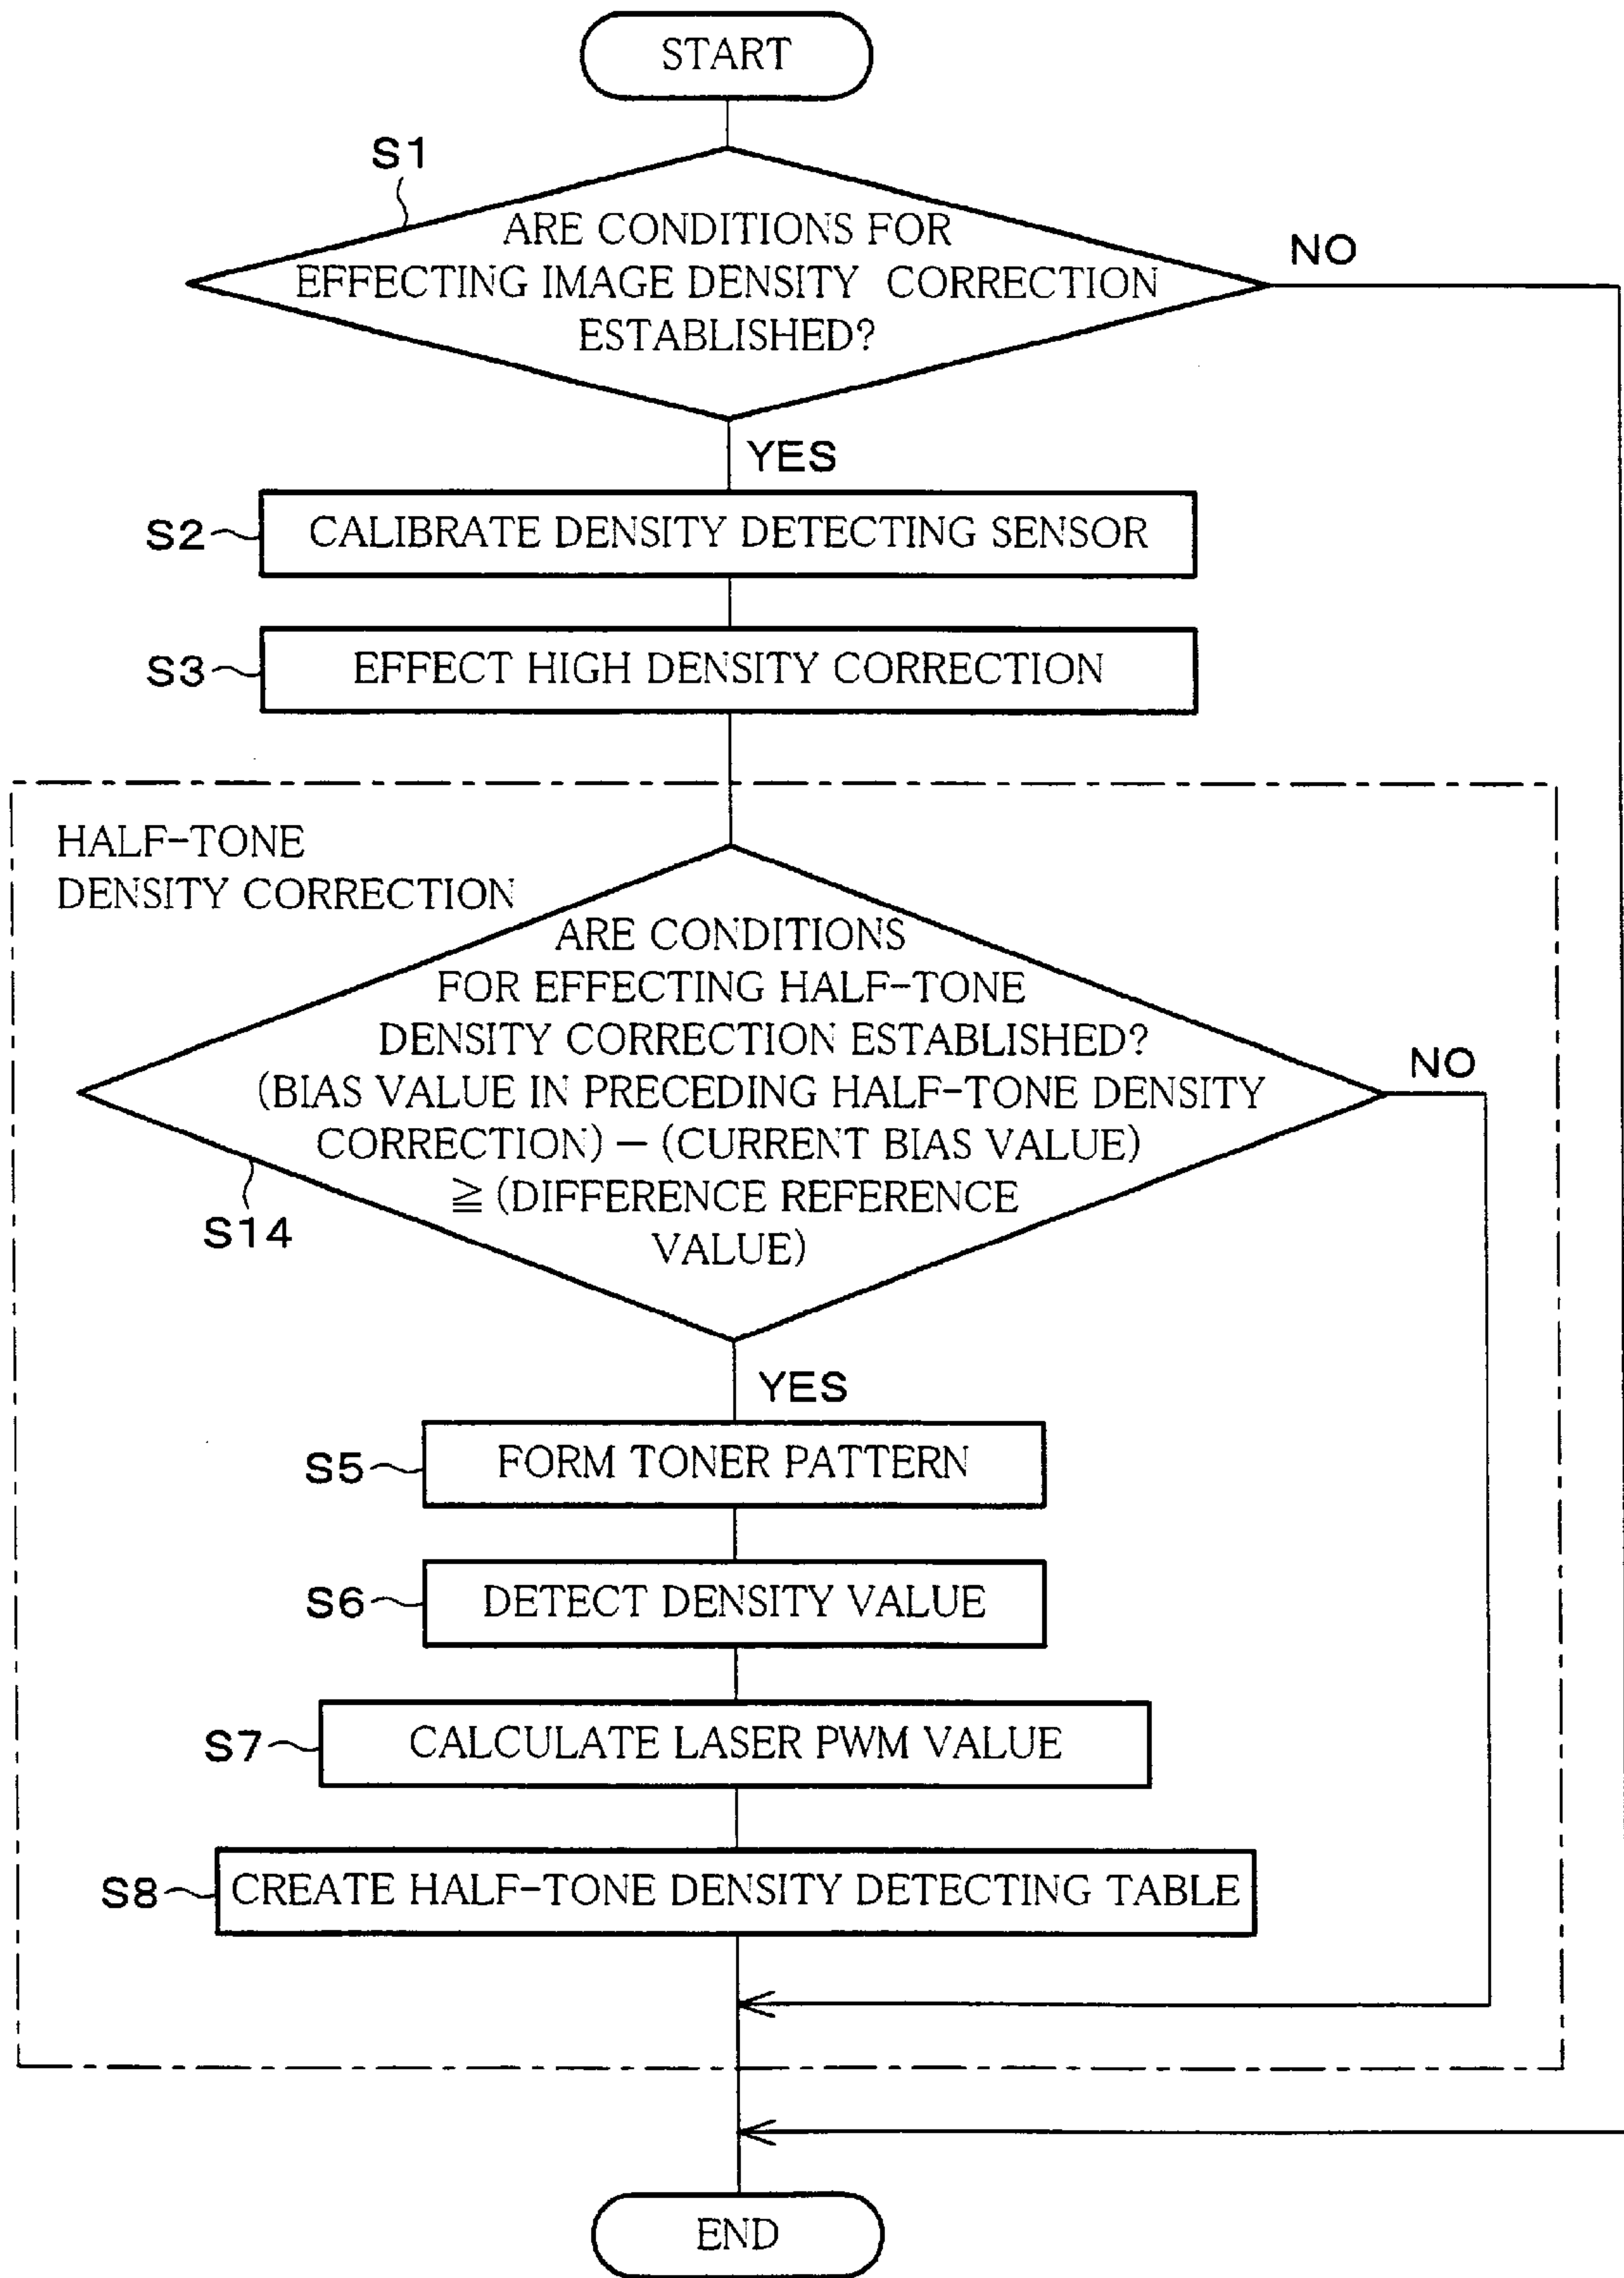 START
S1
ARE CONDITIONS FOR
EFFECTING IMAGE DENSITY CORRECTION
ESTABLISHED?
NO
YES
S2
CALIBRATE DENSITY DETECTING SENSOR
S3
EFFECT HIGH DENSITY CORRECTION
HALF-TONE
DENSITY CORRECTION
ARE CONDITIONS
FOR EFFECTING HALF-TONE
DENSITY CORRECTION ESTABLISHED?
(BIAS VALUE IN PRECEDING HALF-TONE DENSITY
CORRECTION) — (CURRENT BIAS VALUE)
≧ (DIFFERENCE REFERENCE
VALUE)
NO
S14
YES
S5
FORM TONER PATTERN
S6
DETECT DENSITY VALUE
S7
CALCULATE LASER PWM VALUE
S8
CREATE HALF-TONE DENSITY DETECTING TABLE
END